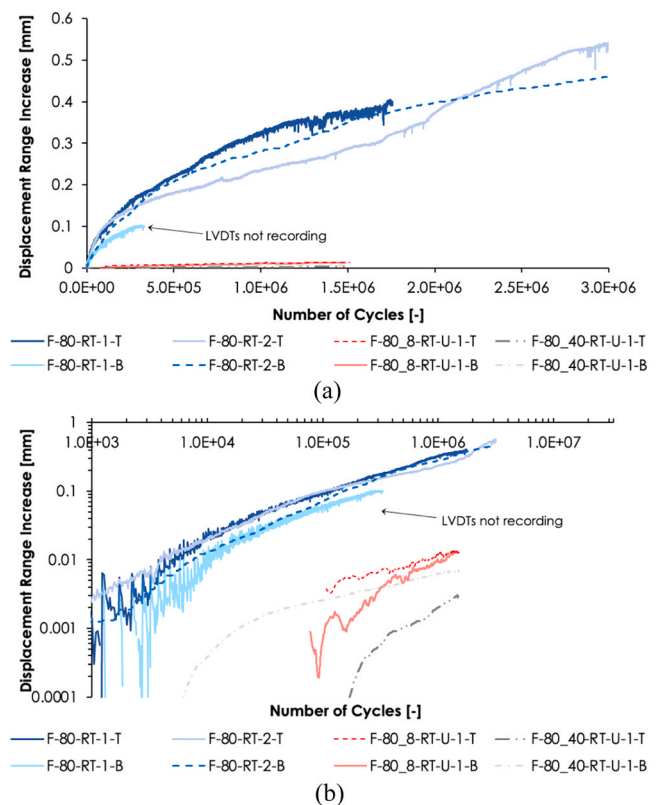 0.6
0.5
0.4
0.3
0.2
0.1
0
Displacement Range Increase [mm]
LVDTs not recording
0.0E+00 5.0E+05 1.0E+06 1.5E+06 2.0E+06 2.5E+06 3.0E+06
Number of Cycles [-]
F-80-RT-1-T F-80-RT-2-T F-80_8-RT-U-1-T F-80_40-RT-U-1-T
F-80-RT-1-B F-80-RT-2-B F-80_8-RT-U-1-B F-80_40-RT-U-1-B
(a)
1
1.0E+03 1.0E+04 1.0E+05 1.0E+06 1.0E+07
0.1
0.01
0.001
0.0001
Displacement Range Increase [mm]
LVDTs not recording
Number of Cycles [-]
F-80-RT-1-T F-80-RT-2-T F-80_8-RT-U-1-T F-80_40-RT-U-1-T
F-80-RT-1-B F-80-RT-2-B F-80_8-RT-U-1-B F-80_40-RT-U-1-B
(b)